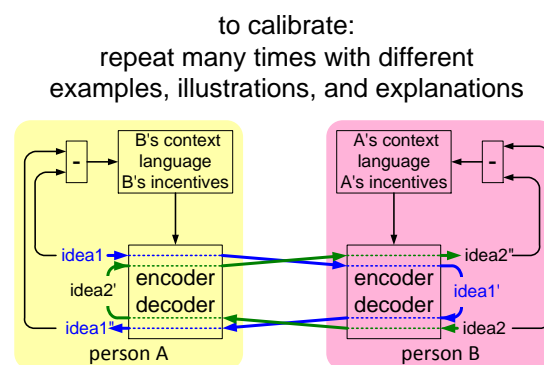 to calibrate:
repeat many times with different
examples, illustrations, and explanations
B's context
language
B's incentives
-
idea1
idea2'
idea1"
encoder
decoder
person A
A's context
language
A's incentives
-
encoder
decoder
idea2"
idea1'
idea2
person B